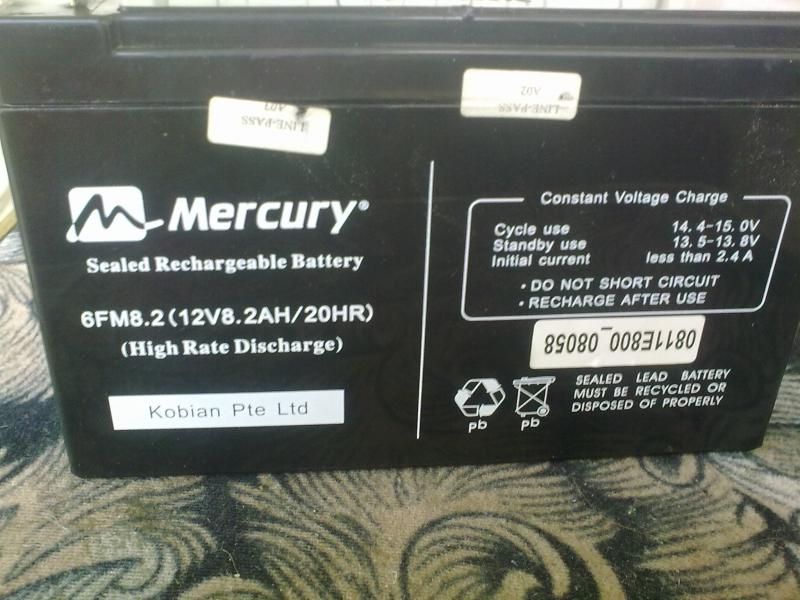 LINE-PASS
A02
LINE-PASS
A02
Mercury®
Sealed Rechargeable Battery
6FM8.2(12V8.2AH/20HR)
(High Rate Discharge)
Kobian Pte Ltd
Constant Voltage Charge
Cycle use 14.4-15.0V
Standby use 13.5-13.8V
Initial current less than 2.4A
• DO NOT SHORT CIRCUIT
• RECHARGE AFTER USE
0811E800_08058
pb
pb
SEALED LEAD BATTERY
MUST BE RECYCLED OR
DISPOSED OF PROPERLY